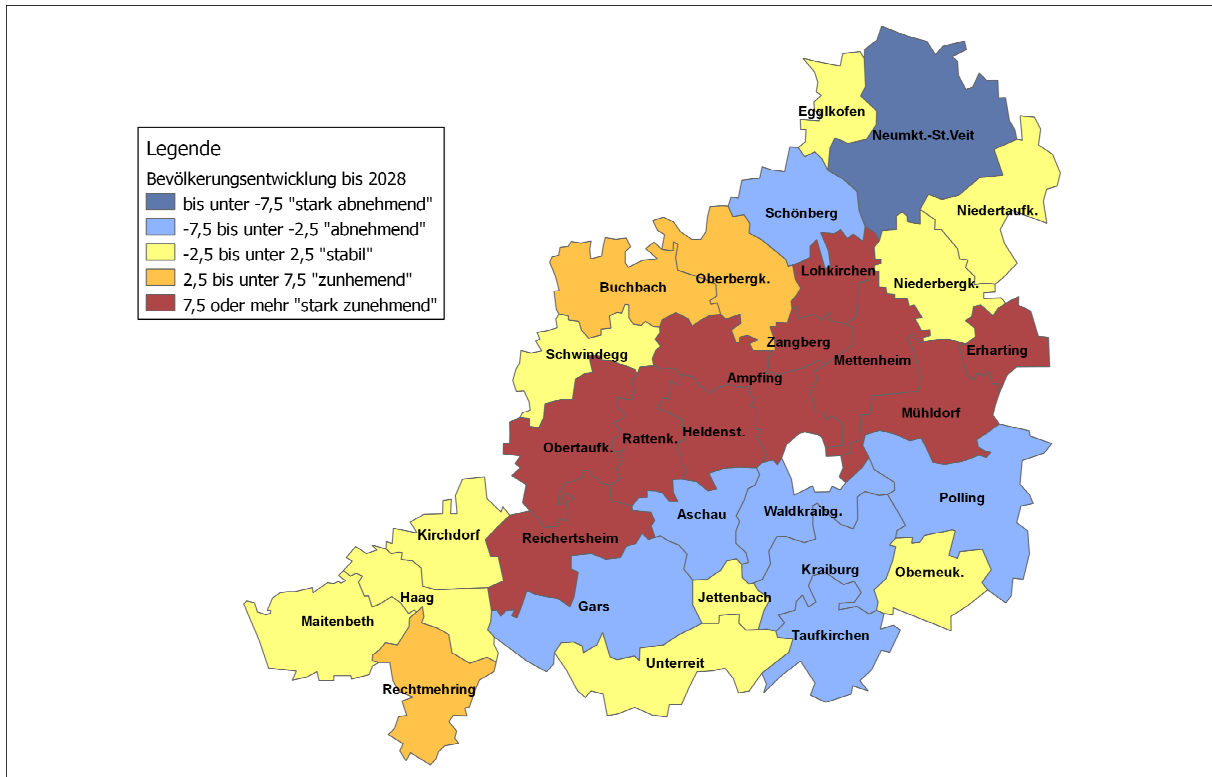 Legende
Bevölkerungsentwicklung bis 2028
bis unter -7,5 "stark abnehmend"
-7,5 bis unter -2,5 "abnehmend"
-2,5 bis unter 2,5 "stabil"
2,5 bis unter 7,5 "zunhemend"
7,5 oder mehr "stark zunehmend"
Egglkofen
Neumkt.-St.Veit
Schönberg
Niedertaufk.
Lohkirchen
Oberbergk.
Niederbergk.
Buchbach
Zangberg
Erharting
Schwindegg
Mettenheim
Ampfing
Mühldorf
Heldenst.
Rattenk.
Obertaufk.
Polling
Aschau
Waldkraibg.
Kirchdorf
Reichertsheim
Kraiburg
Oberneuk.
Haag
Jettenbach
Gars
Maitenbeth
Taufkirchen
Unterreit
Rechtmehring